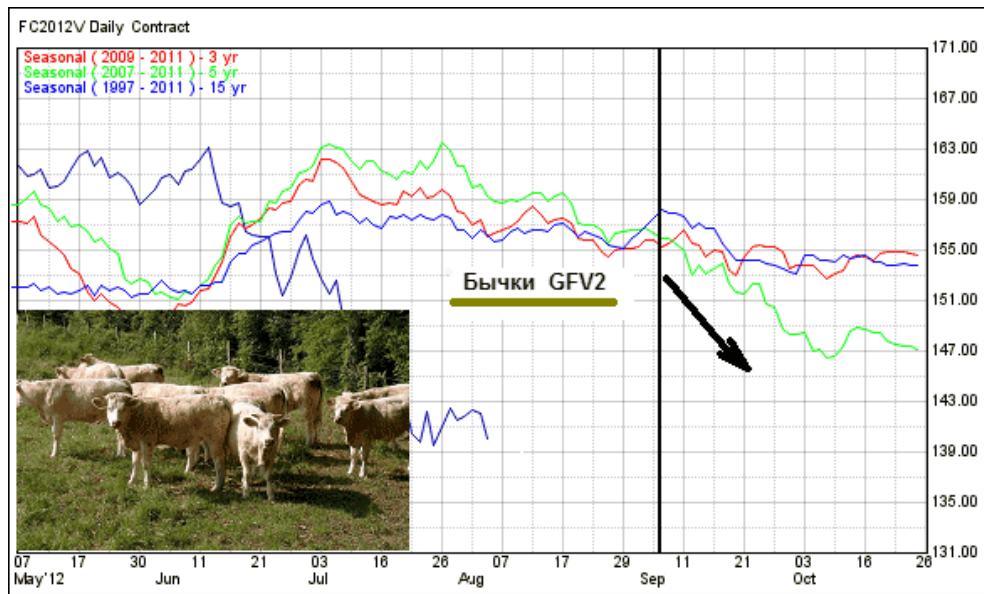 FC2012V Daily Contract
Seasonal ( 2009 - 2011 ) - 3 yr
Seasonal ( 2007 - 2011 ) - 5 yr
Seasonal ( 1997 - 2011 ) - 15 yr
171.00
167.00
163.00
159.00
155.00
Бычки GFV2
151.00
147.00
143.00
139.00
135.00
131.00
07 17 30 11 21 03 16 26 07 17 29 11 21 03 16 26
May'12 Jun Jul Aug Sep Oct